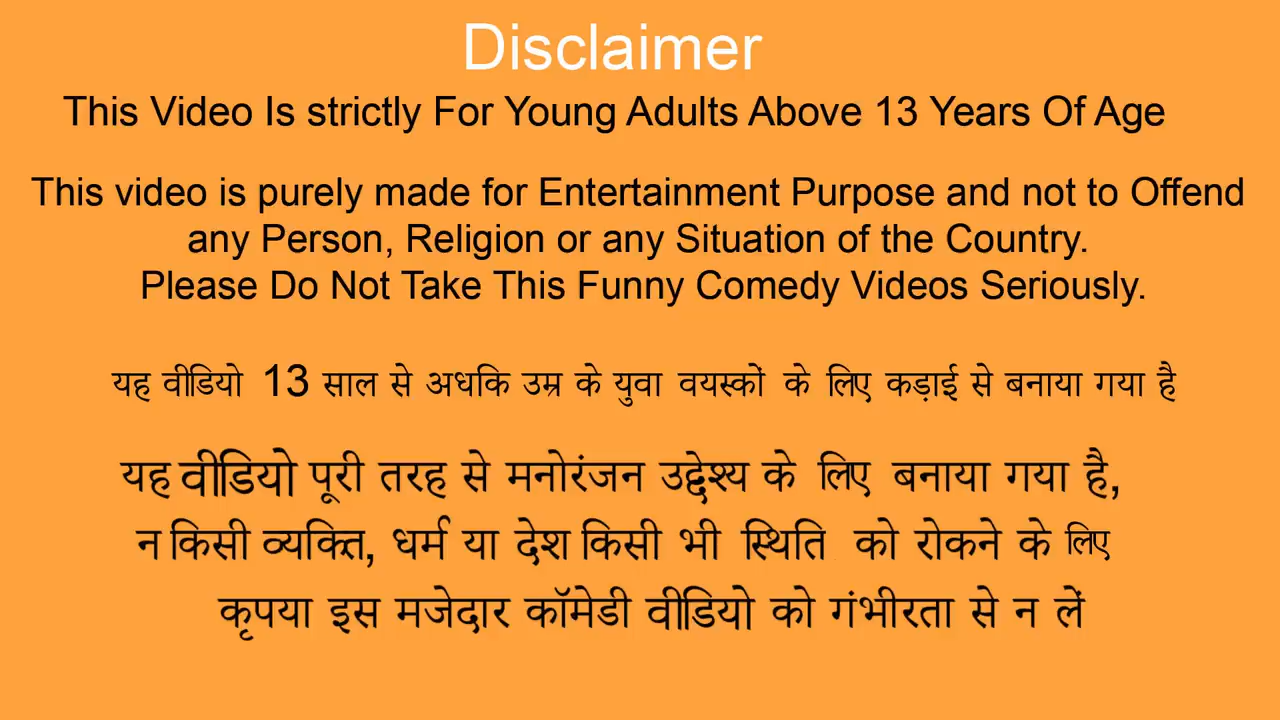 Disclaimer
This Video Is strictly For Young Adults Above 13 Years Of Age
This video is purely made for Entertainment Purpose and not to Offend
any Person, Religion or any Situation of the Country.
Please Do Not Take This Funny Comedy Videos Seriously.
यह वीडियो 13 साल से अधकि उम्र के युवा वयस्कों के लिए कड़ाई से बनाया गया है
यह वीडियो पूरी तरह से मनोरंजन उद्देश्य के लिए बनाया गया है,
न किसी व्यक्ति, धर्म या देश किसी भी स्थिति को रोकने के लिए
कृपया इस मजेदार कॉमेडी वीडियो को गंभीरता से न लें